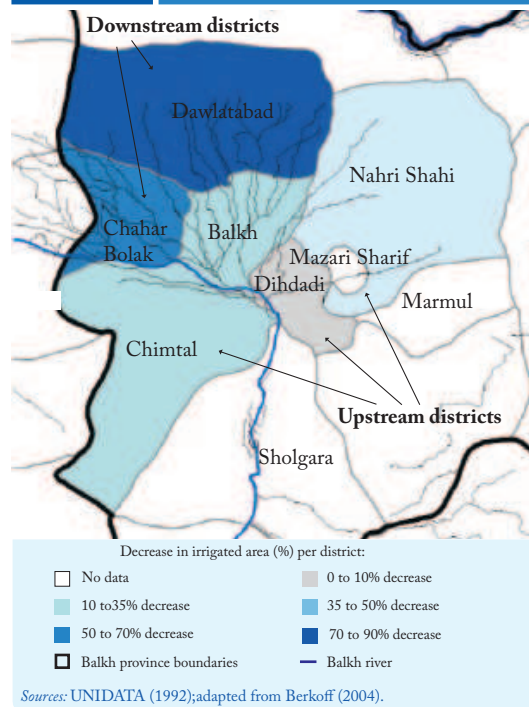 Downstream districts
Dawlatabad
Nahri Shahi
Chahar
Bolak
Balkh
Mazari Sharif
Dihdadi
Marmul
Chimtal
Upstream districts
Sholgara
Decrease in irrigated area (%) per district:
No data
0 to 10% decrease
10 to35% decrease
35 to 50% decrease
50 to 70% decrease
70 to 90% decrease
Balkh province boundaries
Balkh river
Sources: UNIDATA (1992);adapted from Berkoff (2004).